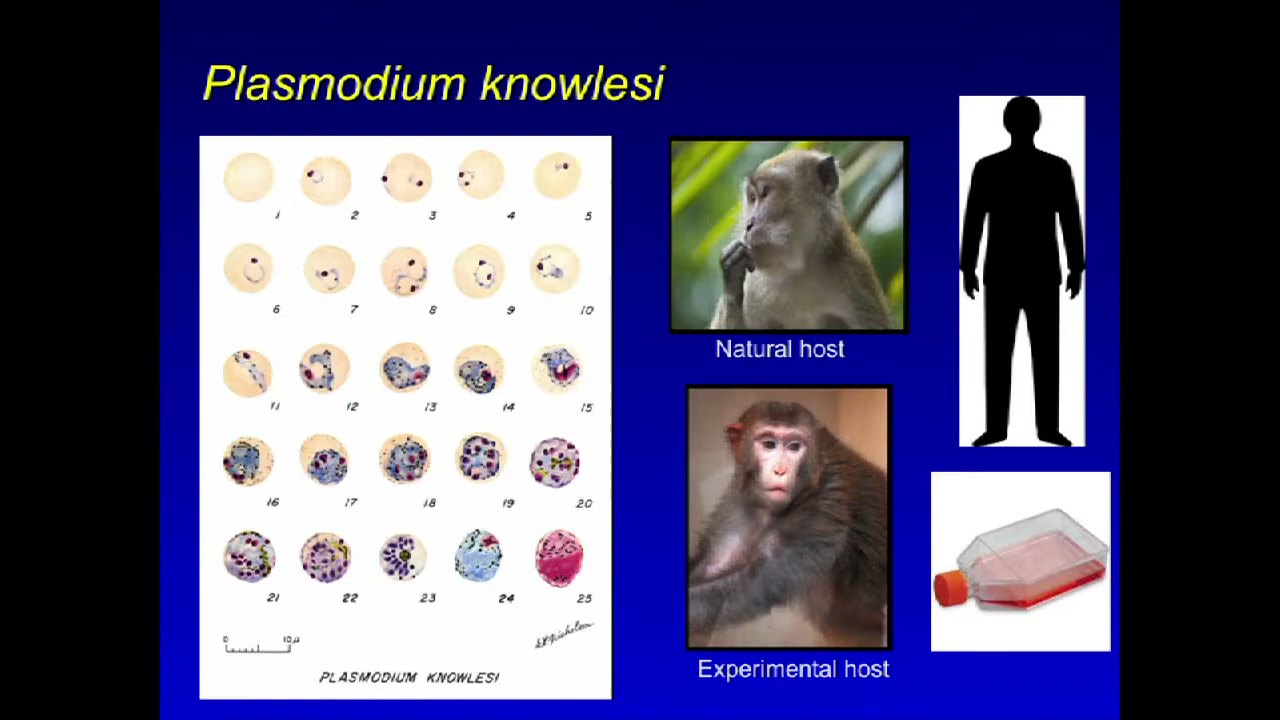 Plasmodium knowlesi
1 2 3 4 5
6 7 8 9 10
11 12 13 14 15
16 17 18 19 20
21 22 23 24 25
0 10µ
PLASMODIUM KNOWLESI
Natural host
Experimental host